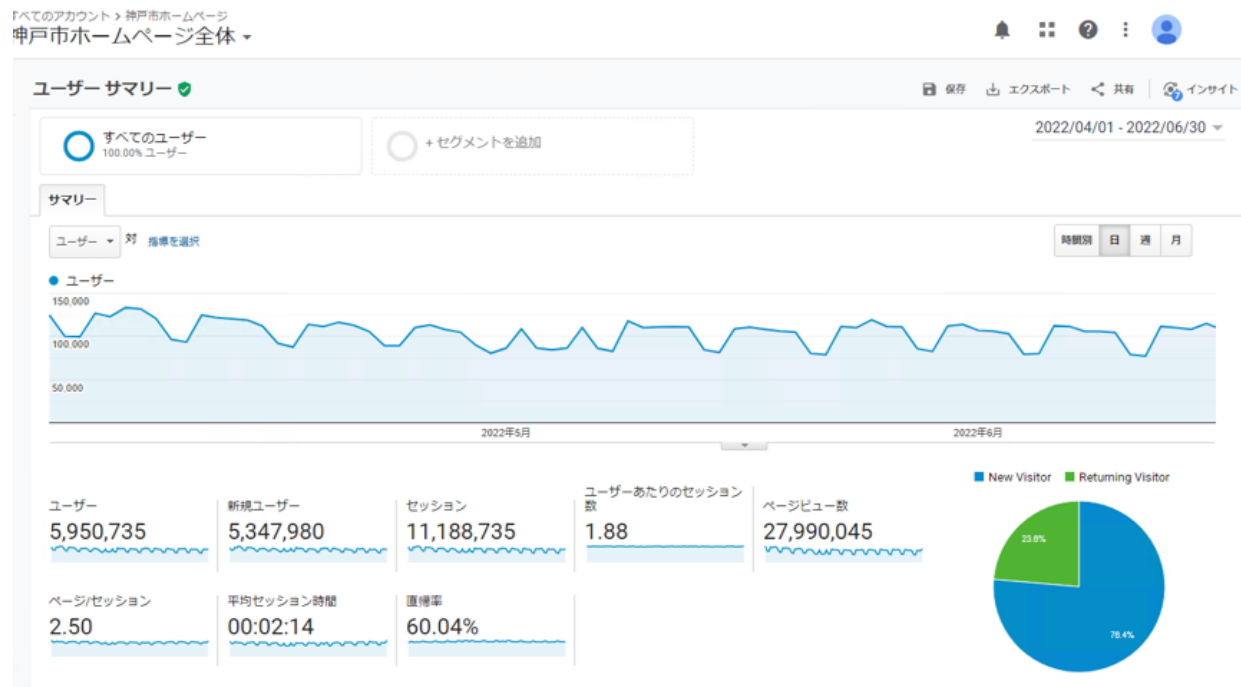 すべてのアカウント > 神戸市ホームページ
神戸市ホームページ全体
ユーザー サマリー
保存 エクスポート 共有 インサイト
7
すべてのユーザー
100.00% ユーザー
+ セグメントを追加
2022/04/01 - 2022/06/30
サマリー
ユーザー 対 指標を選択
時間別 日 週 月
ユーザー
150,000
100,000
50,000
2022年5月 2022年6月
New Visitor Returning Visitor
ユーザー
5,950,735
新規ユーザー
5,347,980
セッション
11,188,735
ユーザーあたりのセッション
数
1.88
ページビュー数
27,990,045
23.6%
76.4%
ページ/セッション
2.50
平均セッション時間
00:02:14
直帰率
60.04%